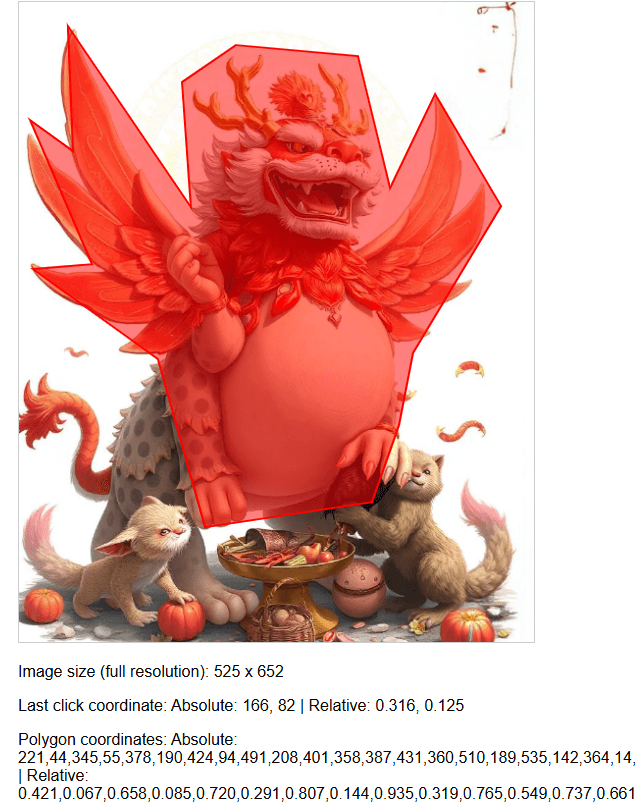 Image size (full resolution): 525 x 652
Last click coordinate: Absolute: 166, 82 | Relative: 0.316, 0.125
Polygon coordinates: Absolute:
221,44,345,55,378,190,424,94,491,208,401,358,387,431,360,510,189,535,142,364,14,
| Relative:
0.421,0.067,0.658,0.085,0.720,0.291,0.807,0.144,0.935,0.319,0.765,0.549,0.737,0.661